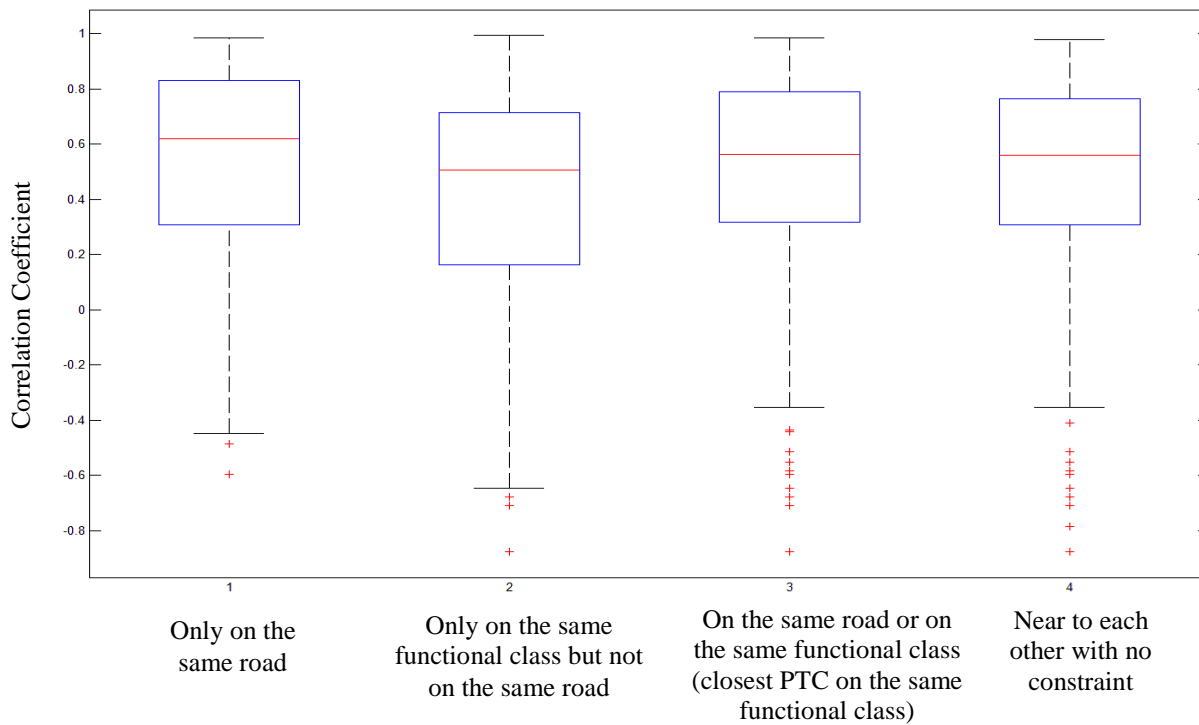 Correlation Coefficient
1
0.8
0.6
0.4
0.2
0
-0.2
-0.4
-0.6
-0.8
1
2
3
4
Only on the
same road
Only on the same
functional class but not
on the same road
On the same road or on
the same functional class
(closest PTC on the same
functional class)
Near to each
other with no
constraint